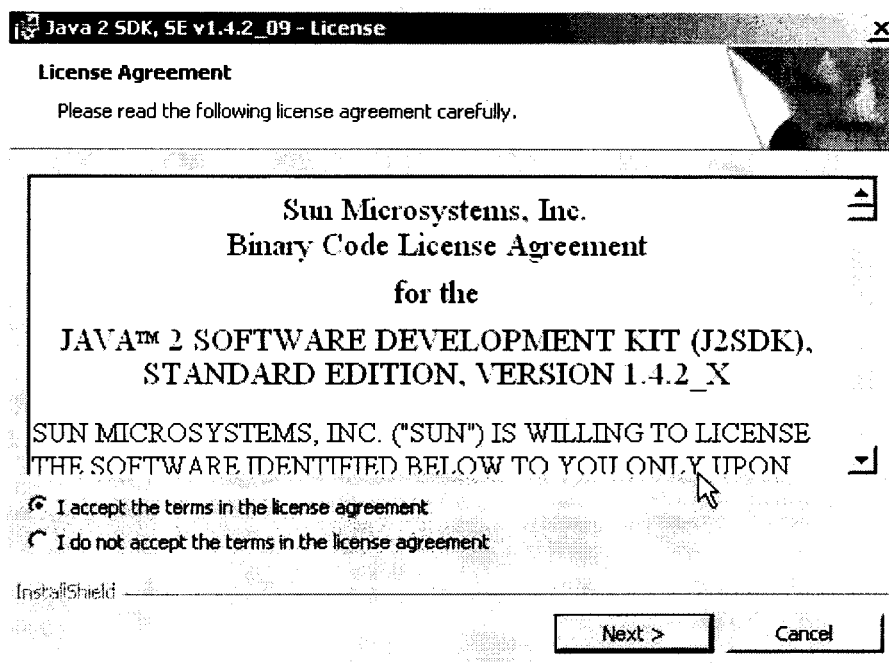 Java 2 SDK, SE v1.4.2_09 - License
License Agreement
Please read the following license agreement carefully.
Sun Microsystems, Inc.
Binary Code License Agreement
for the
JAVA™ 2 SOFTWARE DEVELOPMENT KIT (J2SDK),
STANDARD EDITION, VERSION 1.4.2_X
SUN MICROSYSTEMS, INC. ("SUN") IS WILLING TO LICENSE
THE SOFTWARE IDENTIFIED BELOW TO YOU ONLY UPON
I accept the terms in the license agreement
I do not accept the terms in the license agreement
InstallShield
Next > Cancel